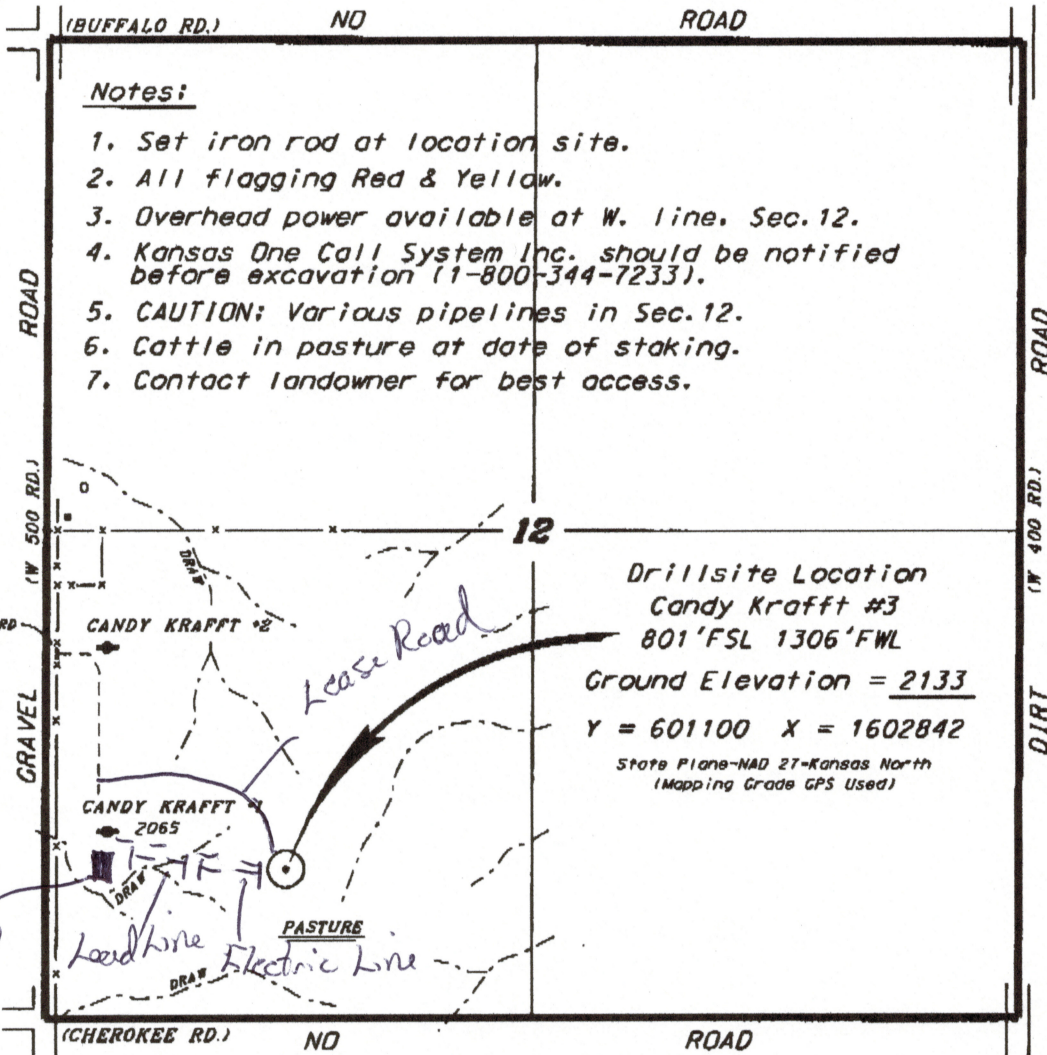 (BUFFALO RD.) NO ROAD
Notes:
1. Set iron rod at location site.
2. All flagging Red & Yellow.
3. Overhead power available at W. line. Sec. 12.
4. Kansas One Call System Inc. should be notified
before excavation (1-800-344-7233).
5. CAUTION: Various pipelines in Sec. 12.
6. Cattle in pasture at date of staking.
7. Contact landowner for best access.
ROAD
(W 500 RD.)
GRAVEL
ROAD
(W 400 RD.)
DIRT
12
DRAW
Drillsite Location
Candy Krafft #3
801'FSL 1306'FWL
Ground Elevation = 2133
Y = 601100 X = 1602842
State Plane-NAD 27-Kansas North
(Mapping Grade GPS Used)
CANDY KRAFFT #2
Lease Road
CANDY KRAFFT #1
2065
DRAW
PASTURE
Lead Line Electric Line
DRAW
(CHEROKEE RD.) NO ROAD